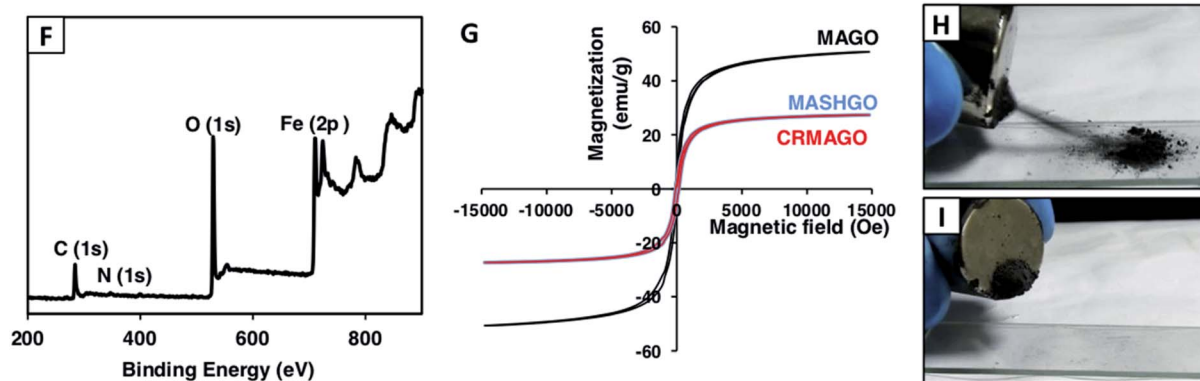 F
O (1s)
Fe (2p )
C (1s)
N (1s)
200
400
600
800
Binding Energy (eV)
G
Magnetization
(emu/g)
60
40
20
0
-20
-40
-60
MAGO
MASHGO
CRMAGO
-15000
-10000
-5000
0
5000
10000
15000
Magnetic field (Oe)
H
I